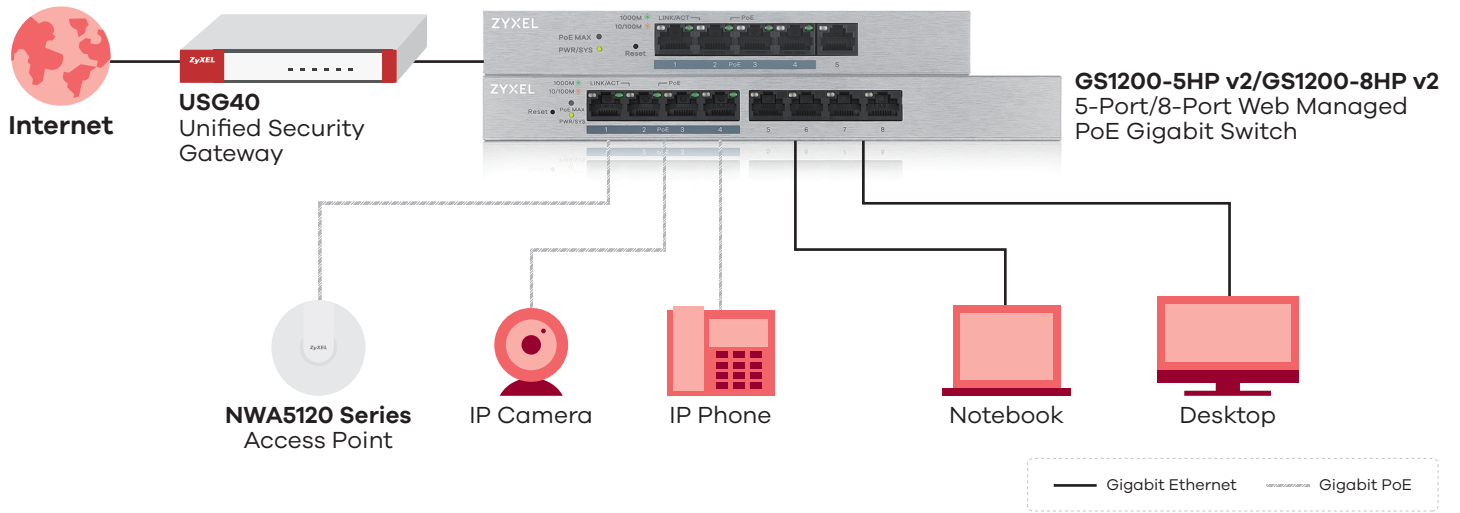 Internet
ZyXEL
USG40
Unified Security
Gateway
ZYXEL
1000M
10/100M
LINK/ACT
PoE
PoE MAX
PWR/SYS
Reset
1 2 PoE 3 4 5
ZYXEL
1000M
10/100M
LINK/ACT
PoE
Reset
PoE MAX
PWR/SYS
1 2 PoE 3 4 5 6 7 8
GS1200-5HP v2/GS1200-8HP v2
5-Port/8-Port Web Managed
PoE Gigabit Switch
ZyXEL
NWA5120 Series
Access Point
IP Camera
IP Phone
Notebook
Desktop
Gigabit Ethernet
Gigabit PoE